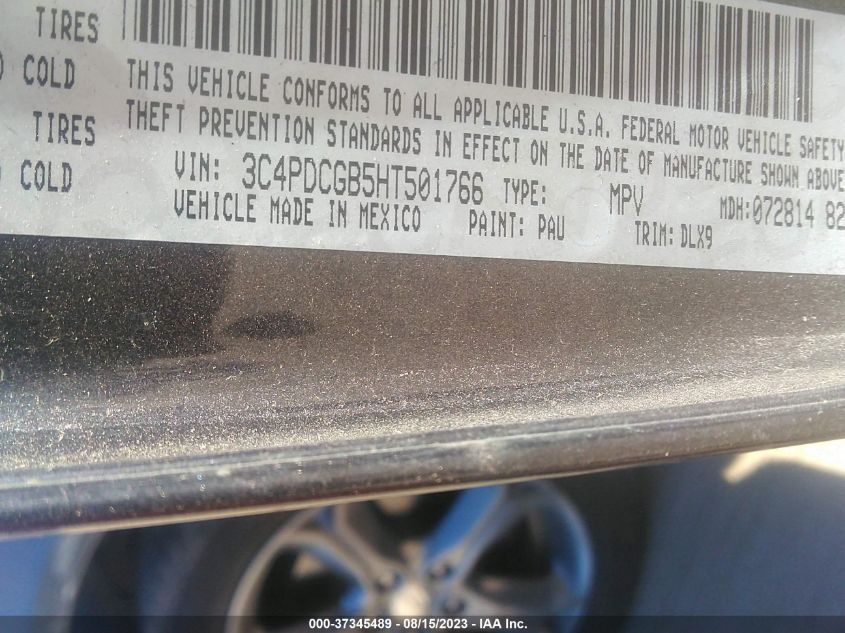 TIRES
COLD
THIS VEHICLE CONFORMS TO ALL APPLICABLE U.S.A. FEDERAL MOTOR VEHICLE SAFETY
TIRES
THEFT PREVENTION STANDARDS IN EFFECT ON THE DATE OF MANUFACTURE SHOWN ABOVE
COLD
VIN: 3C4PDCGB5HT501766 TYPE: MPV MDH:072814 82
VEHICLE MADE IN MEXICO PAINT: PAU TRIM: DLX9
000-37345489 - 08/15/2023 - IAA Inc.